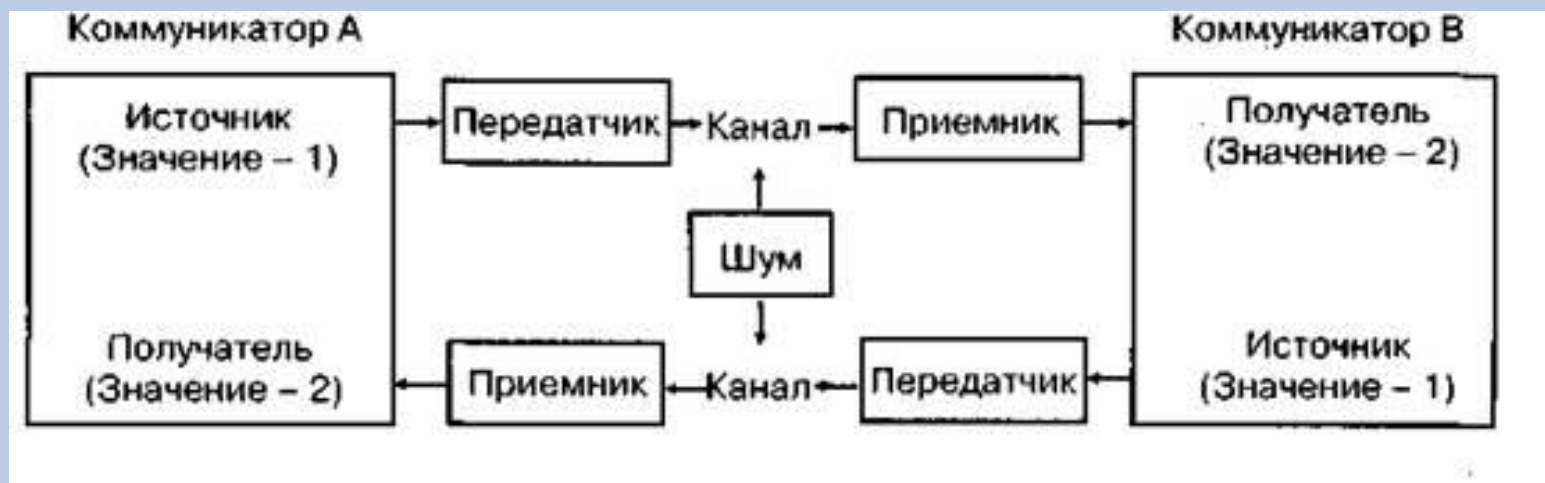 Коммуникатор А
Коммуникатор В
Источник
(Значение – 1)
Передатчик
Канал
Приемник
Получатель
(Значение – 2)
Шум
Получатель
(Значение – 2)
Приемник
Канал
Передатчик
Источник
(Значение – 1)